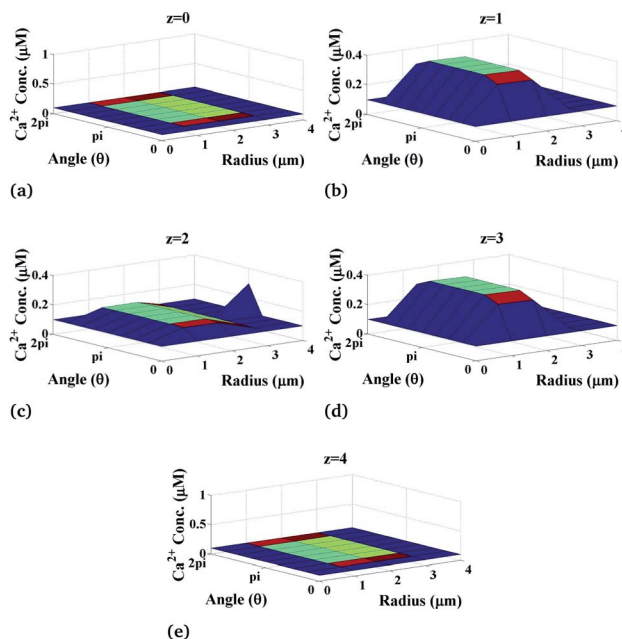 z=0
Ca2+ Conc. (μM)
1
0.5
0
2pi
pi
0
Angle (θ)
0
1
2
3
4
Radius (μm)
(a)
z=1
Ca2+ Conc. (μM)
0.4
0.2
0
2pi
pi
0
Angle (θ)
0
1
2
3
4
Radius (μm)
(b)
z=2
Ca2+ Conc. (μM)
0.4
0.2
0
2pi
pi
0
Angle (θ)
0
1
2
3
4
Radius (μm)
(c)
z=3
Ca2+ Conc. (μM)
0.4
0.2
0
2pi
pi
0
Angle (θ)
0
1
2
3
4
Radius (μm)
(d)
z=4
Ca2+ Conc. (μM)
1
0.5
0
2pi
pi
0
Angle (θ)
0
1
2
3
4
Radius (μm)
(e)